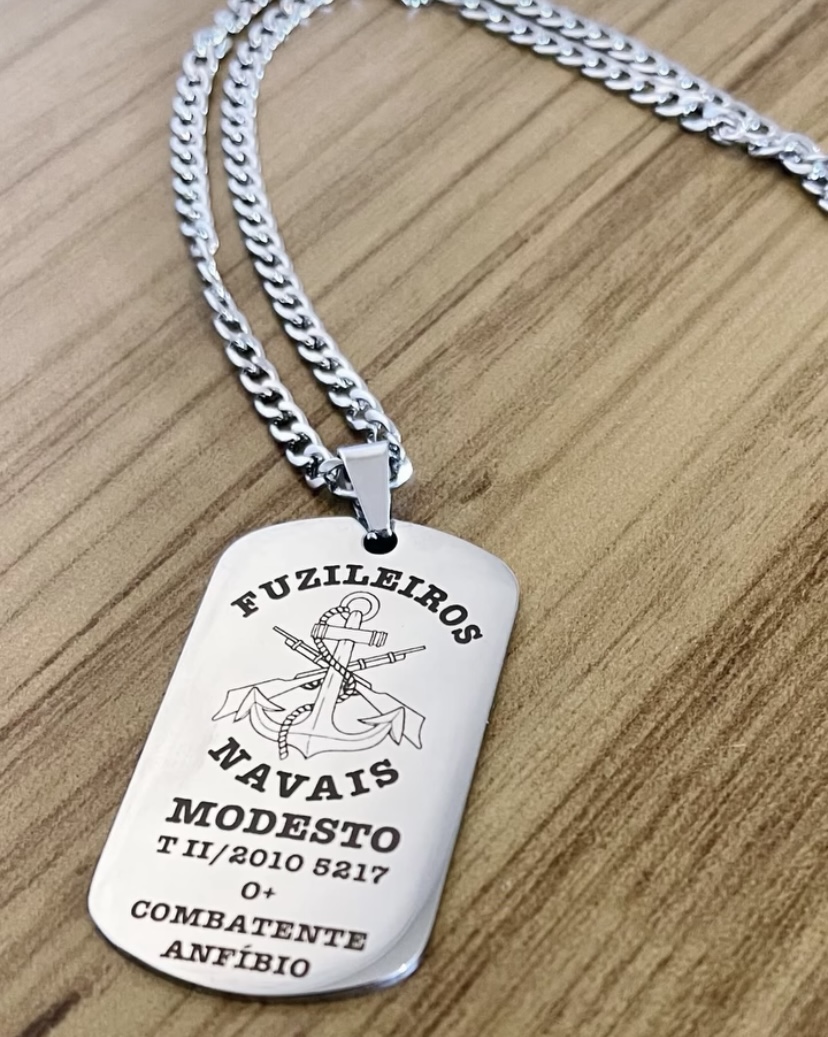 FUZILEIROS
NAVAIS
MODESTO
T II/2010 5217
O+
COMBATENTE
ANFÍBIO